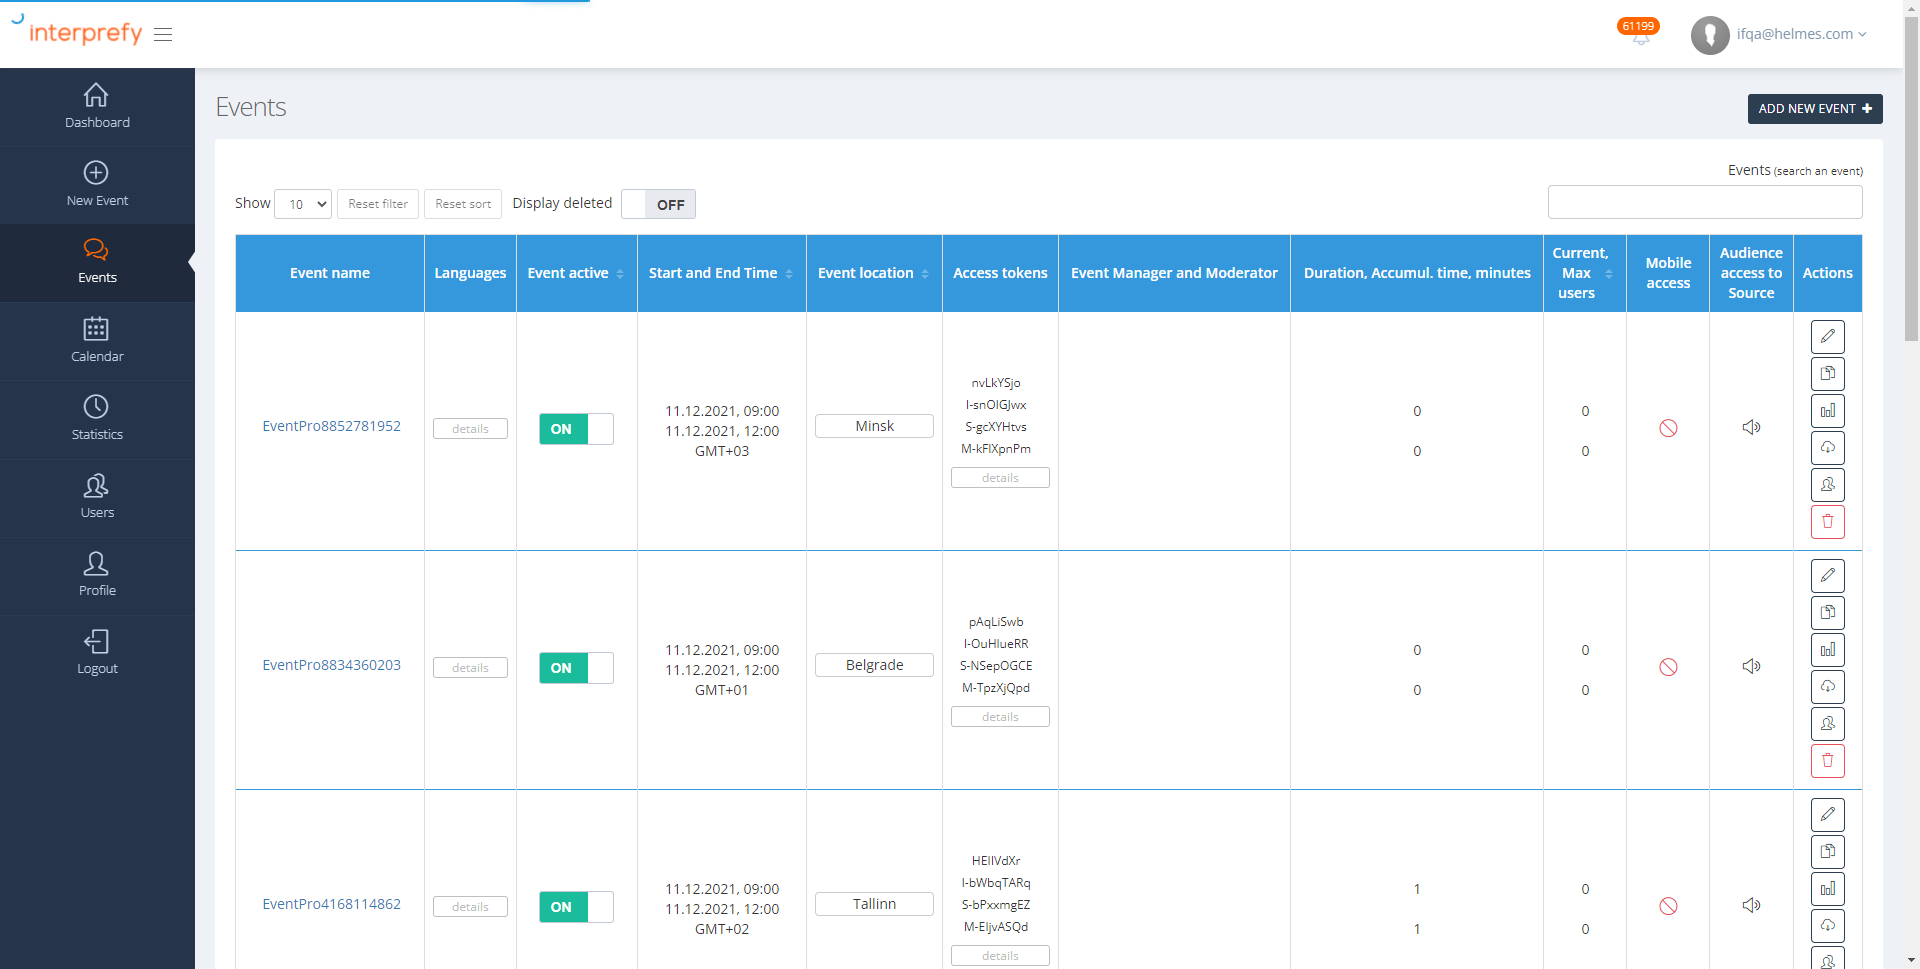 interprefy
61199
ifqa@helmes.com
Dashboard
New Event
Events
Calendar
Statistics
Users
Profile
Logout
Events
ADD NEW EVENT
Events (search an event)
Show 10 Reset filter Reset sort Display deleted OFF
Event name Languages Event active Start and End Time Event location Access tokens Event Manager and Moderator Duration, Accumul. time, minutes Current, Max users Mobile access Audience access to Source Actions
EventPro8852781952
details
ON
11.12.2021, 09:00
11.12.2021, 12:00
GMT+03
Minsk
nvLkYSjo
I-snOIGJwx
S-gcXYHtvs
M-kFIXpnPm
details
0
0
0
0
EventPro8834360203
details
ON
11.12.2021, 09:00
11.12.2021, 12:00
GMT+01
Belgrade
pAqLiSwb
I-OuHlueRR
S-NSepOGCE
M-TpzXjQpd
details
0
0
0
0
EventPro4168114862
details
ON
11.12.2021, 09:00
11.12.2021, 12:00
GMT+02
Tallinn
HEIIVdXr
I-bWbqTARq
S-bPxxmgEZ
M-EljvASQd
details
1
1
0
0